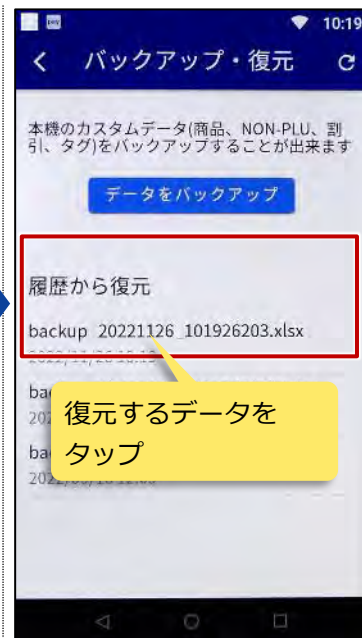 10:19
バックアップ・復元
本機のカスタムデータ(商品、NON-PLU、割
引、タグ)をバックアップすることが出来ます
データをバックアップ
履歴から復元
backup_20221126_101926203.xlsx
復元するデータを
タップ